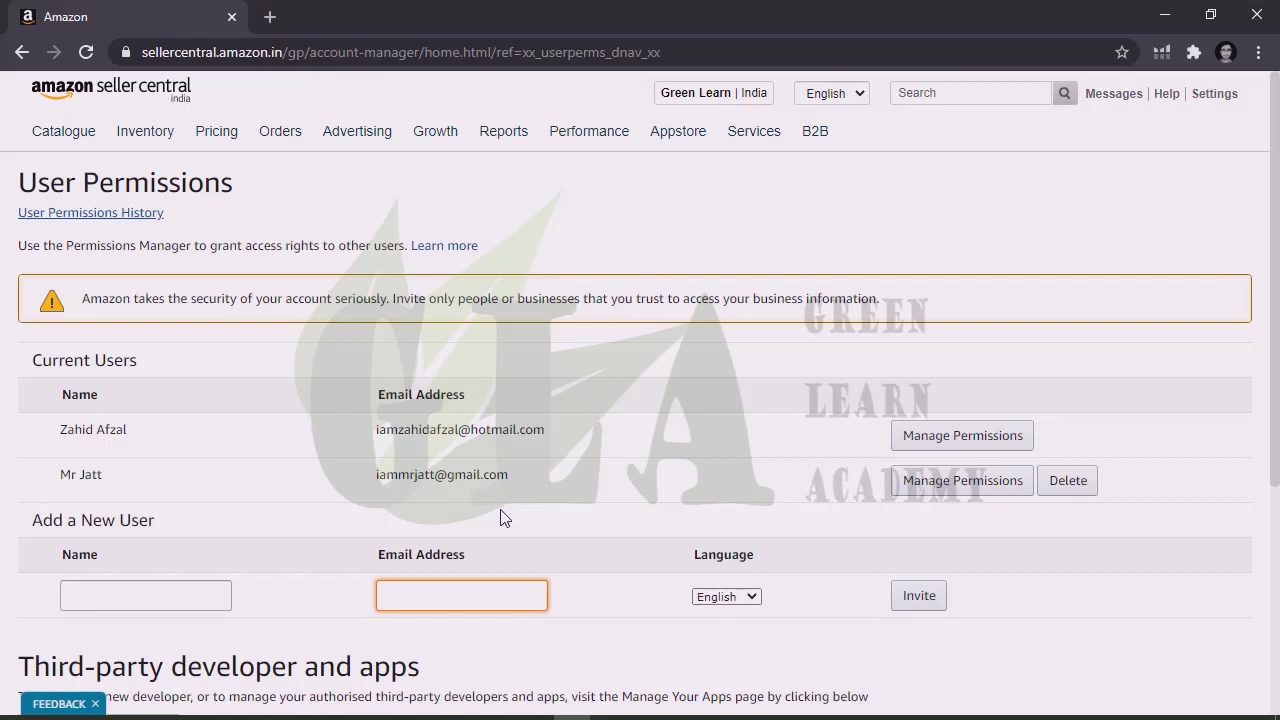 Amazon
sellercentral.amazon.in/gp/account-manager/home.html/ref=xx_userperms_dnav_xx
amazon seller central
india
Green Learn | India
English
Search
Messages | Help | Settings
Catalogue Inventory Pricing Orders Advertising Growth Reports Performance Appstore Services B2B
User Permissions
User Permissions History
Use the Permissions Manager to grant access rights to other users. Learn more
Amazon takes the security of your account seriously. Invite only people or businesses that you trust to access your business information.
GLA
GREEN
LEARN
ACADEMY
Current Users
Name Email Address
Zahid Afzal iamzahidafzal@hotmail.com Manage Permissions
Mr Jatt iammrjatt@gmail.com Manage Permissions Delete
Add a New User
Name Email Address Language
English Invite
Third-party developer and apps
new developer, or to manage your authorised third-party developers and apps, visit the Manage Your Apps page by clicking below
FEEDBACK ×